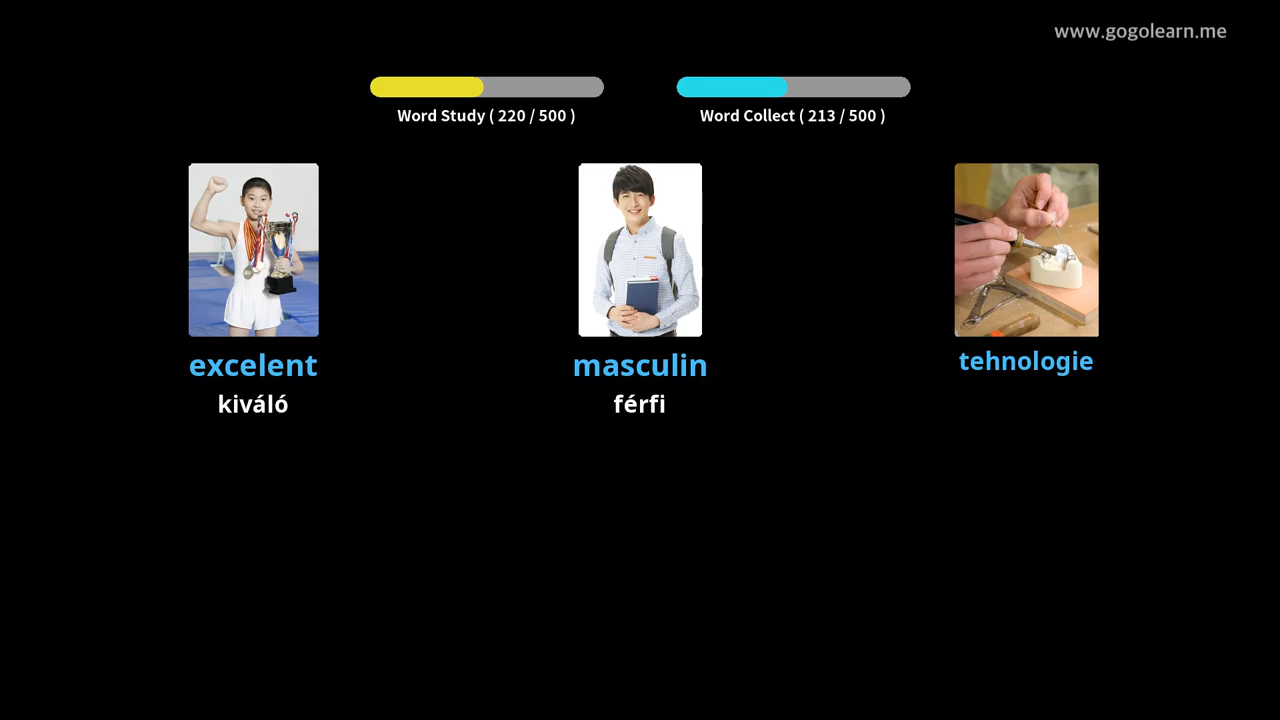 www.gogolearn.me
Word Study ( 220 / 500 )
Word Collect ( 213 / 500 )
excelent
kiváló
masculin
férfi
tehnologie